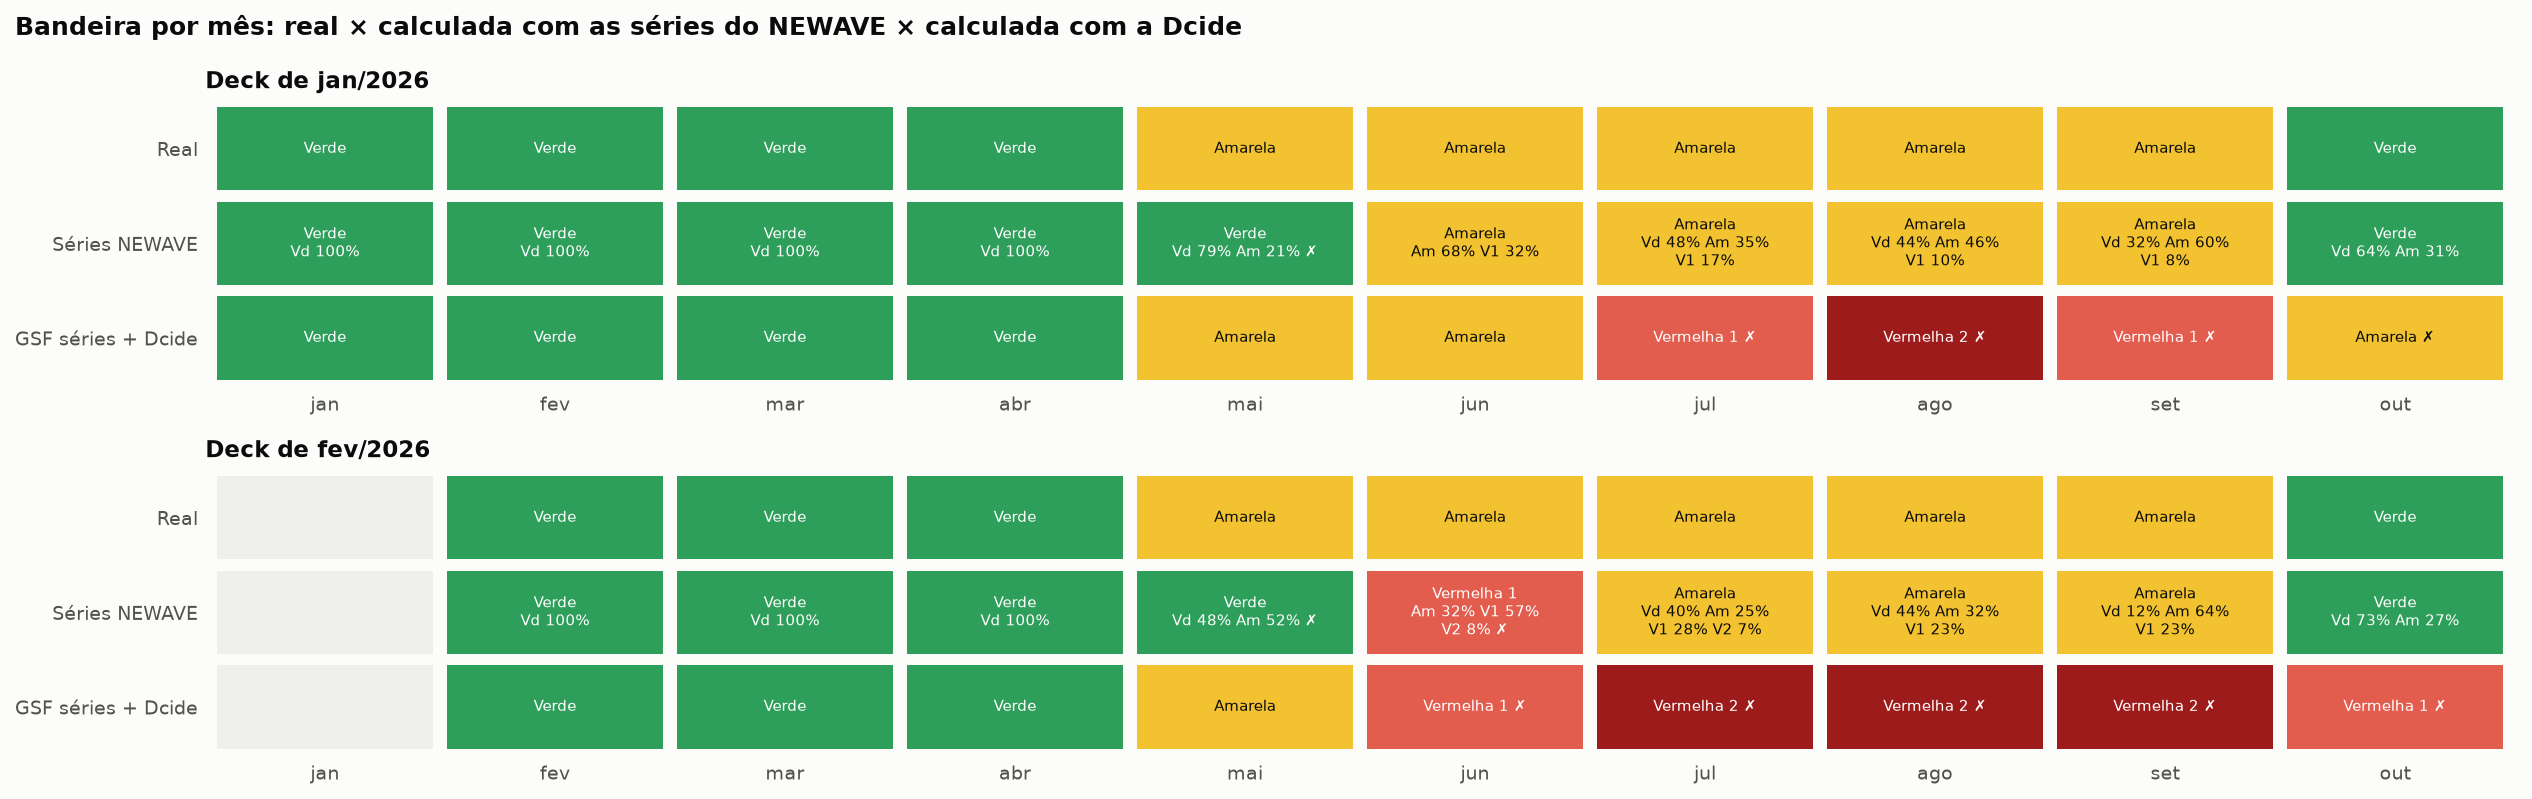 Bandeira por mês: real × calculada com as séries do NEWAVE × calculada com a Dcide
Deck de jan/2026
Real
Verde
Verde
Verde
Verde
Amarela
Amarela
Amarela
Amarela
Amarela
Verde
Séries NEWAVE
Verde
Vd 100%
Verde
Vd 100%
Verde
Vd 100%
Verde
Vd 100%
Verde
Vd 79% Am 21% ✗
Amarela
Am 68% V1 32%
Amarela
Vd 48% Am 35%
V1 17%
Amarela
Vd 44% Am 46%
V1 10%
Amarela
Vd 32% Am 60%
V1 8%
Verde
Vd 64% Am 31%
GSF séries + Dcide
Verde
Verde
Verde
Verde
Amarela
Amarela
Vermelha 1 ✗
Vermelha 2 ✗
Vermelha 1 ✗
Amarela ✗
jan
fev
mar
abr
mai
jun
jul
ago
set
out
Deck de fev/2026
Real
Verde
Verde
Verde
Amarela
Amarela
Amarela
Amarela
Amarela
Verde
Séries NEWAVE
Verde
Vd 100%
Verde
Vd 100%
Verde
Vd 100%
Verde
Vd 48% Am 52% ✗
Vermelha 1
Am 32% V1 57%
V2 8% ✗
Amarela
Vd 40% Am 25%
V1 28% V2 7%
Amarela
Vd 44% Am 32%
V1 23%
Amarela
Vd 12% Am 64%
V1 23%
Verde
Vd 73% Am 27%
GSF séries + Dcide
Verde
Verde
Verde
Amarela
Vermelha 1 ✗
Vermelha 2 ✗
Vermelha 2 ✗
Vermelha 2 ✗
Vermelha 1 ✗
jan
fev
mar
abr
mai
jun
jul
ago
set
out